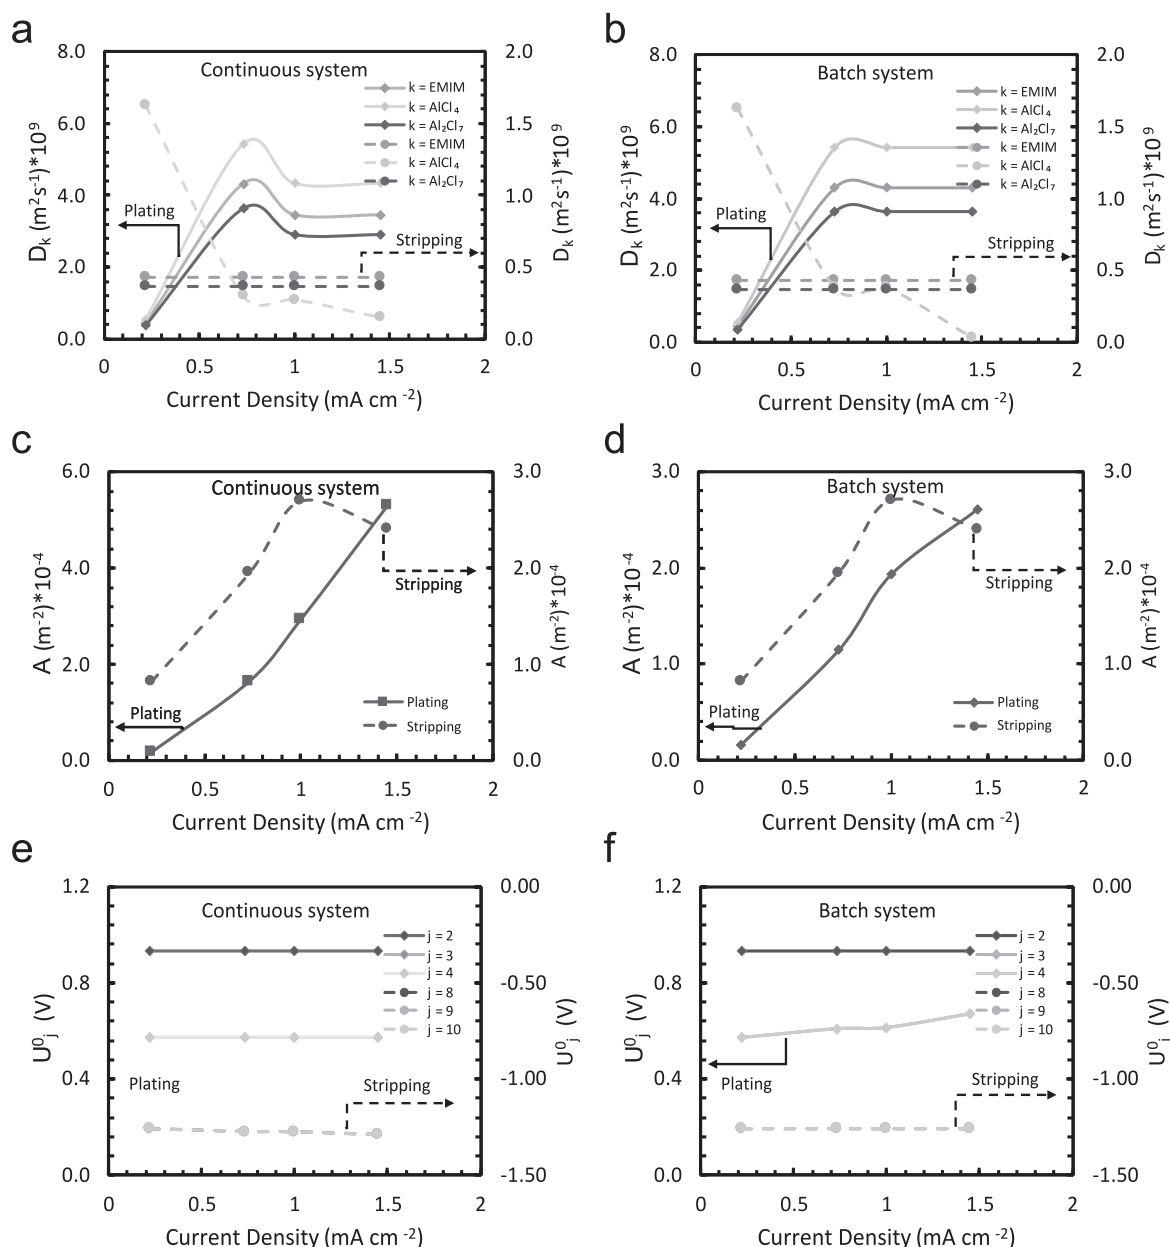 a
8.0
6.0
4.0
2.0
0.0
D_k (m²s⁻¹)*10⁹
Continuous system
k = EMIM
k = AlCl₄
k = Al₂Cl₇
k = EMIM
k = AlCl₄
k = Al₂Cl₇
Plating
Stripping
2.0
1.5
1.0
0.5
0.0
D_k (m²s⁻¹)*10⁹
0 0.5 1 1.5 2
Current Density (mA cm ⁻²)
b
8.0
6.0
4.0
2.0
0.0
D_k (m²s⁻¹)*10⁹
Batch system
k = EMIM
k = AlCl₄
k = Al₂Cl₇
k = EMIM
k = AlCl₄
k = Al₂Cl₇
Plating
Stripping
2.0
1.5
1.0
0.5
0.0
D_k (m²s⁻¹)*10⁹
0 0.5 1 1.5 2
Current Density (mA cm ⁻²)
c
6.0
4.0
2.0
0.0
A (m⁻²)*10⁻⁴
Continuous system
Stripping
Plating
Plating
Stripping
3.0
2.0
1.0
0.0
A (m⁻²)*10⁻⁴
0 0.5 1 1.5 2
Current Density (mA cm ⁻²)
d
3.0
2.0
1.0
0.0
A (m⁻²)*10⁻⁴
Batch system
Stripping
Plating
Plating
Stripping
3.0
2.0
1.0
0.0
A (m⁻²)*10⁻⁴
0 0.5 1 1.5 2
Current Density (mA cm ⁻²)
e
1.2
0.8
0.4
0.0
U⁰_j (V)
Continuous system
j = 2
j = 3
j = 4
j = 8
j = 9
j = 10
Plating
Stripping
0.00
-0.50
-1.00
-1.50
U⁰_j (V)
0 0.5 1 1.5 2
Current Density (mA cm ⁻²)
f
1.2
0.8
0.4
0.0
U⁰_j (V)
Batch system
j = 2
j = 3
j = 4
j = 8
j = 9
j = 10
Plating
Stripping
0.00
-0.50
-1.00
-1.50
U⁰_j (V)
0 0.5 1 1.5 2
Current Density (mA cm ⁻²)